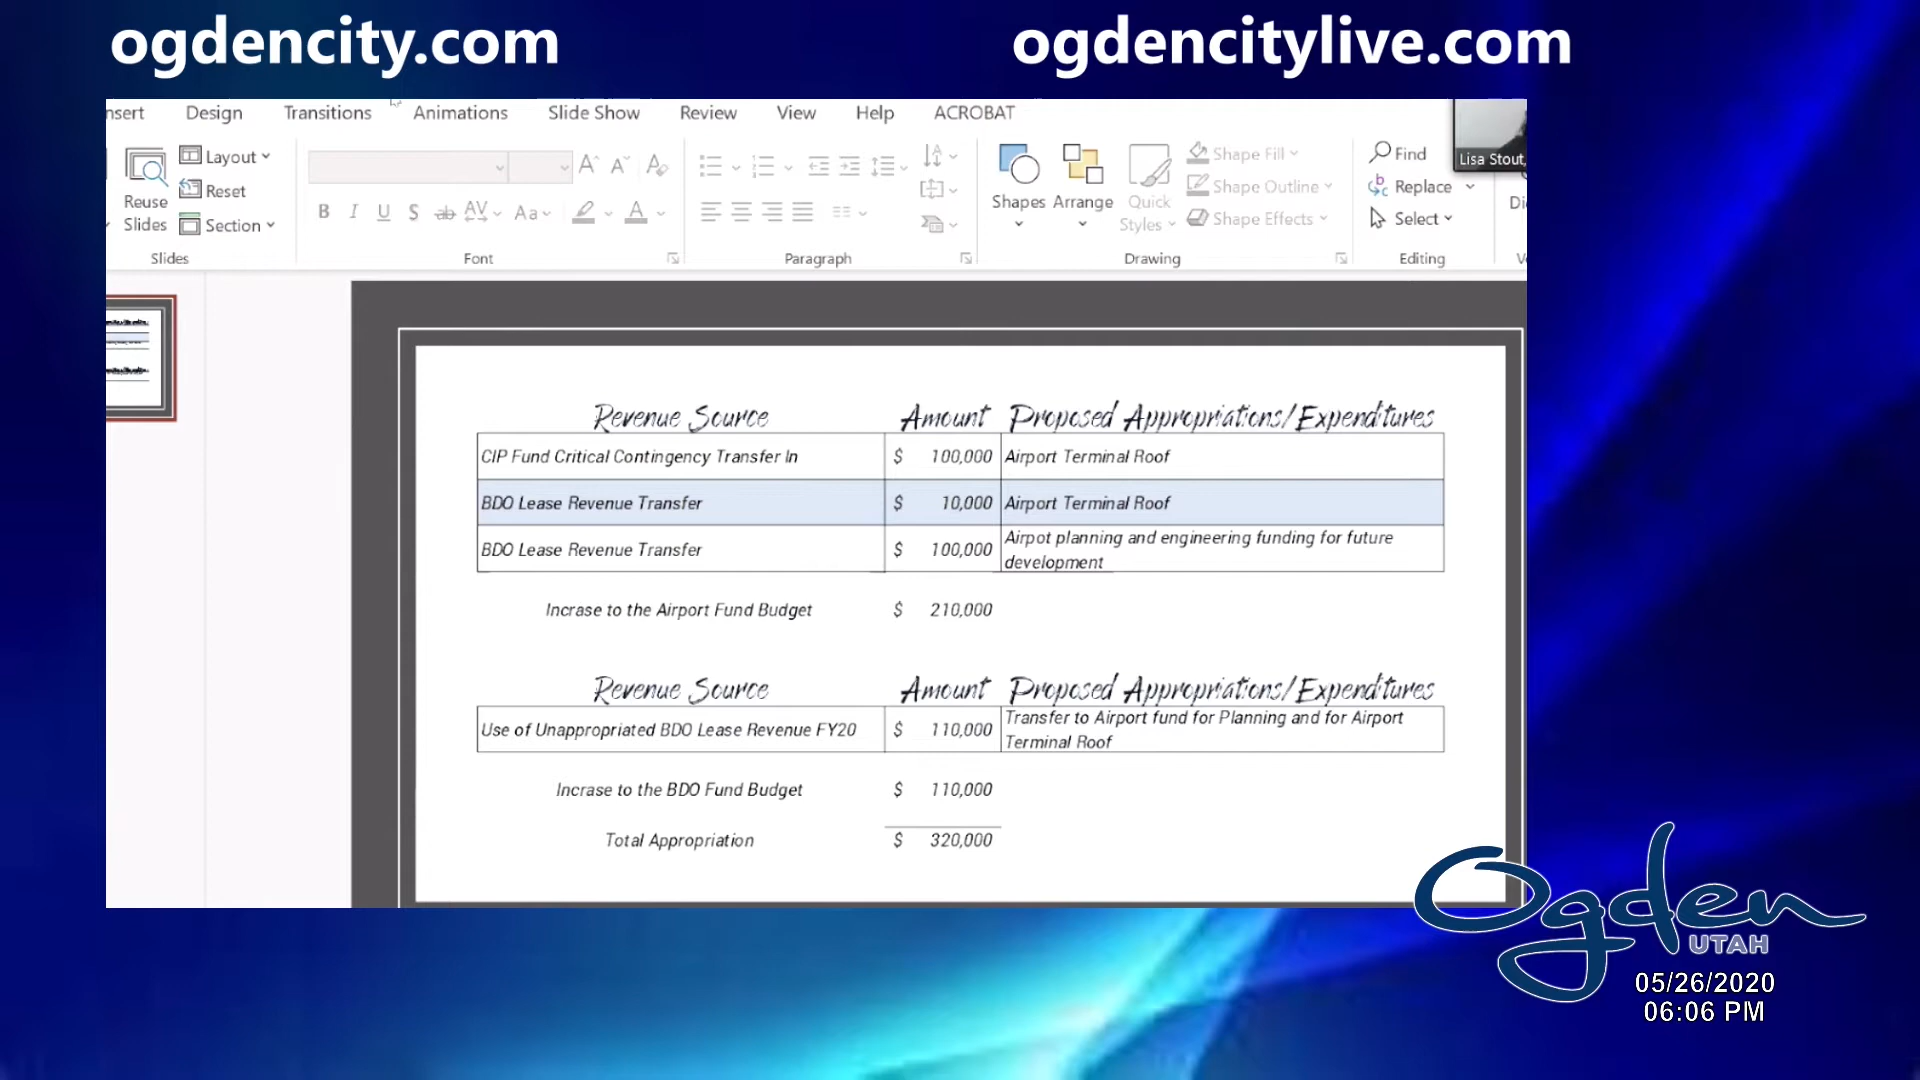 ogdencity.com
ogdencitylive.com
nsert Design Transitions Animations Slide Show Review View Help ACROBAT
Lisa Stout,
Reuse Slides
Layout
Reset
Section
Slides
B I U S ab AV Aa A
Font
Paragraph
Shapes
Arrange
Quick Styles
Shape Fill
Shape Outline
Shape Effects
Drawing
Find
Replace
Select
Editing
Revenue Source Amount Proposed Appropriations/Expenditures
CIP Fund Critical Contingency Transfer In $ 100,000 Airport Terminal Roof
BDO Lease Revenue Transfer $ 10,000 Airport Terminal Roof
BDO Lease Revenue Transfer $ 100,000 Airpot planning and engineering funding for future
development
Incrase to the Airport Fund Budget $ 210,000
Revenue Source Amount Proposed Appropriations/Expenditures
Use of Unappropriated BDO Lease Revenue FY20 $ 110,000 Transfer to Airport fund for Planning and for Airport
Terminal Roof
Incrase to the BDO Fund Budget $ 110,000
Total Appropriation $ 320,000
Ogden
UTAH
05/26/2020
06:06 PM